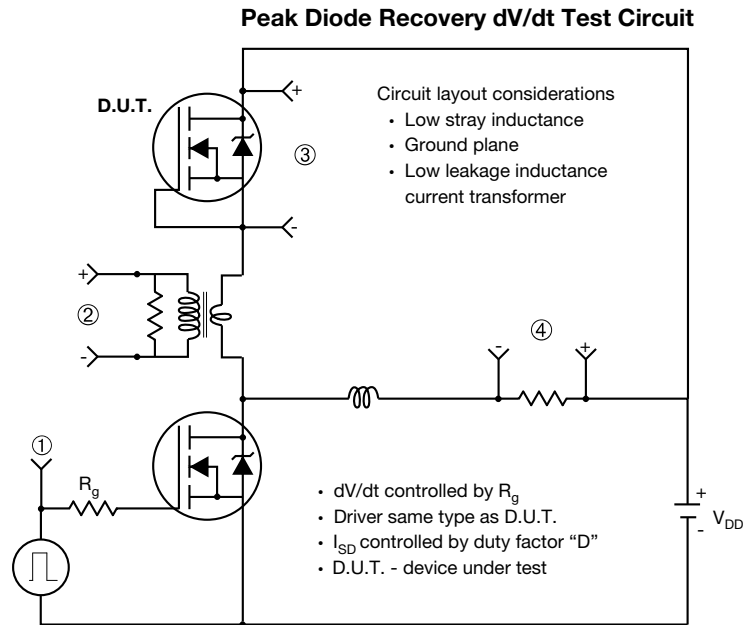 Peak Diode Recovery dV/dt Test Circuit
D.U.T.
+
Circuit layout considerations
• Low stray inductance
• Ground plane
• Low leakage inductance
current transformer
③
-
+
②
-
④
-
+
①
Rg
• dV/dt controlled by Rg
• Driver same type as D.U.T.
• ISD controlled by duty factor “D”
• D.U.T. - device under test
+
VDD
-